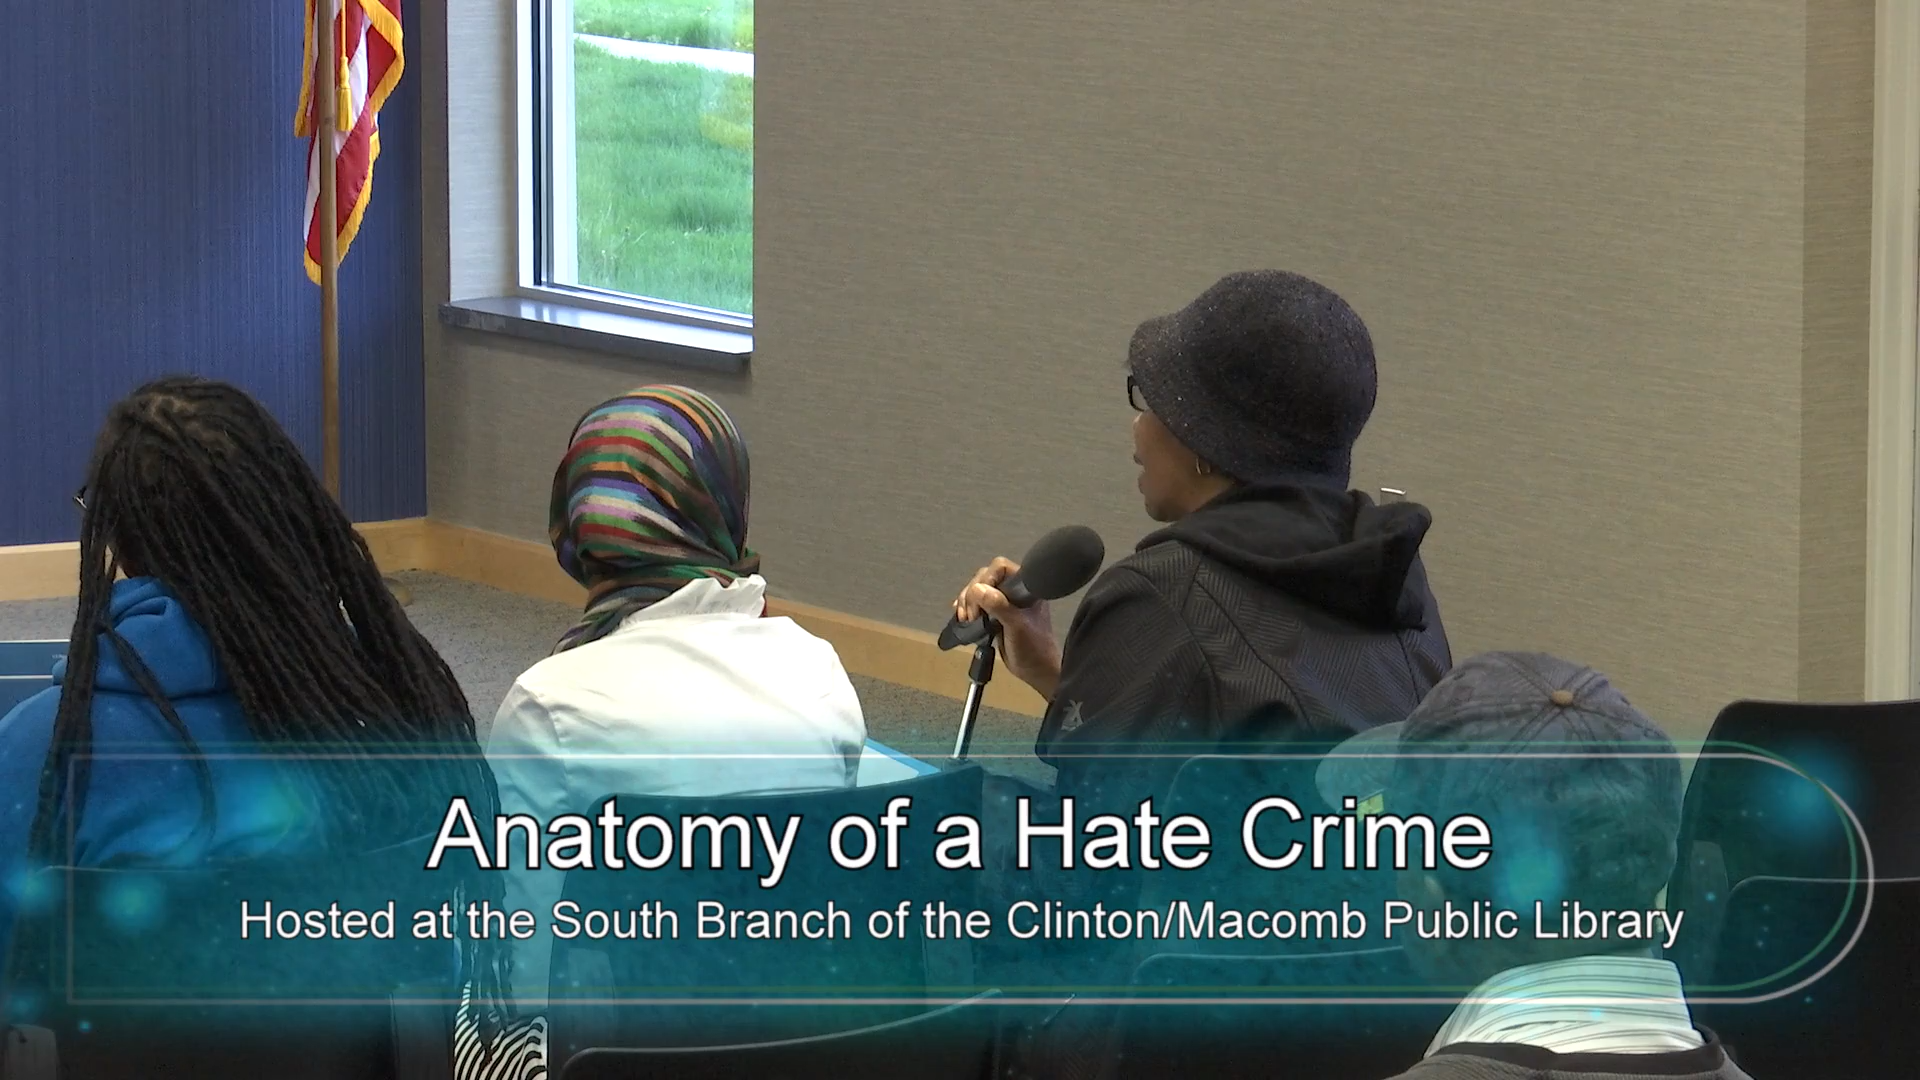 Anatomy of a Hate Crime
Hosted at the South Branch of the Clinton/Macomb Public Library